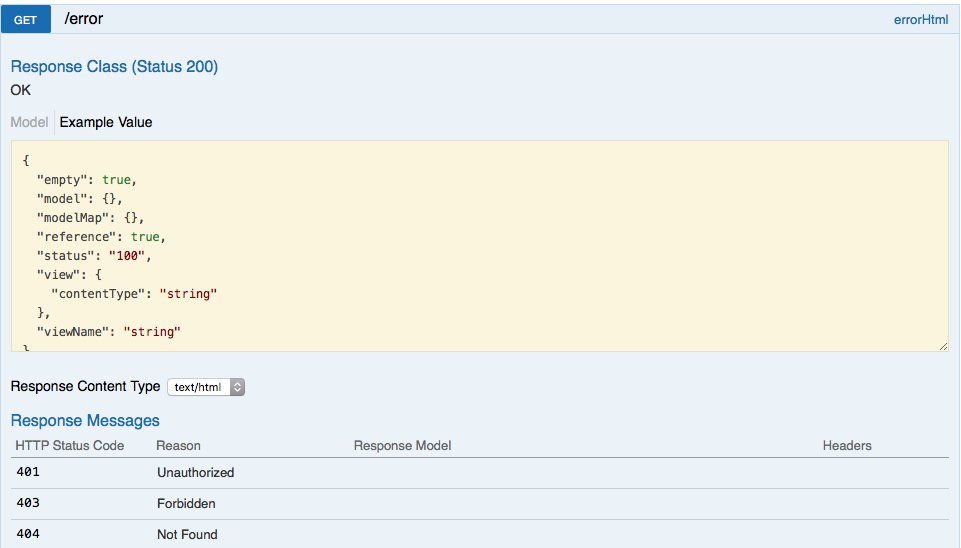 GET /error errorHtml
Response Class (Status 200)
OK
Model Example Value
{
"empty": true,
"model": {},
"modelMap": {},
"reference": true,
"status": "100",
"view": {
"contentType": "string"
},
"viewName": "string"
}
Response Content Type text/html
Response Messages
HTTP Status Code Reason Response Model Headers
401 Unauthorized
403 Forbidden
404 Not Found